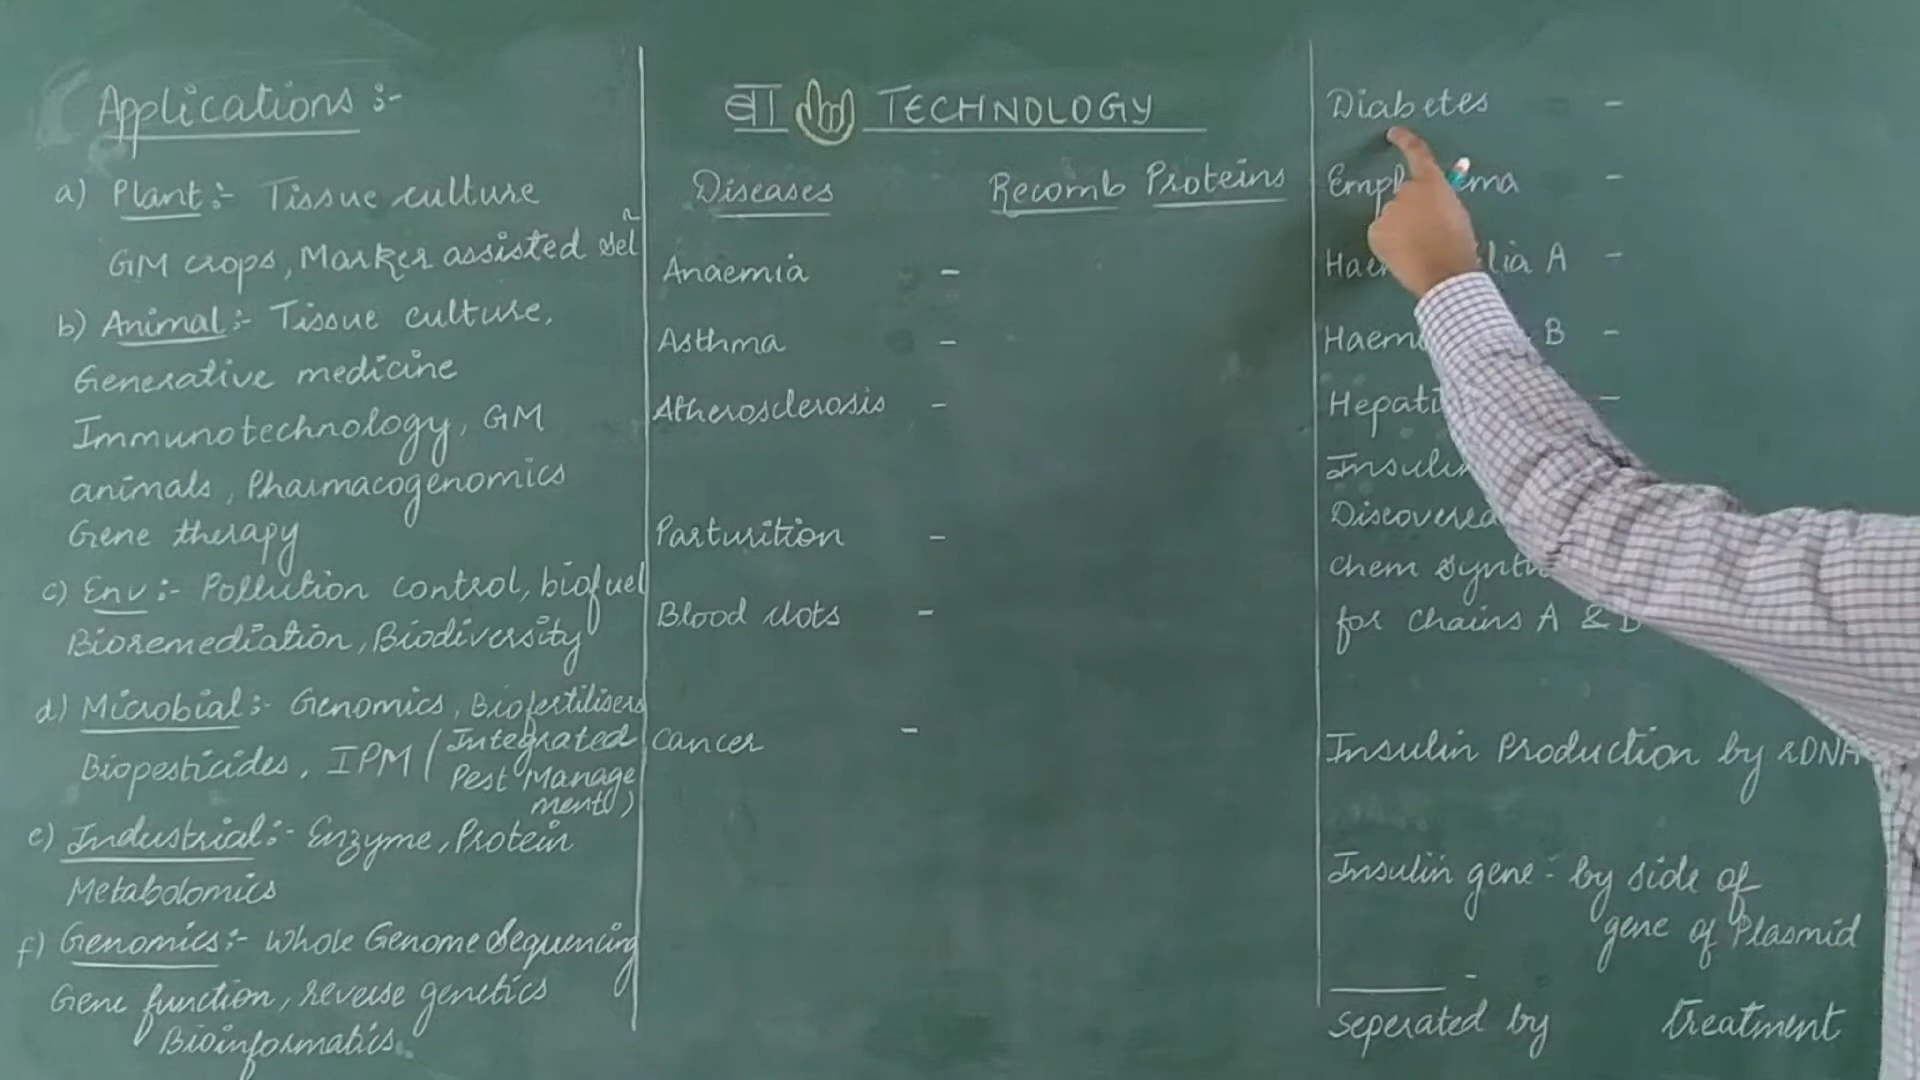 Applications :-
a) Plant :- Tissue culture
GM crops, Marker assisted selⁿ
b) Animal :- Tissue culture,
Generative medicine
Immunotechnology, GM
animals, Pharmacogenomics
Gene therapy
c) Env :- Pollution control, biofuel
Bioremediation, Biodiversity
d) Microbial :- Genomics, Biofertilisers
Biopesticides, IPM (Integrated
Pest Manage
ment)
e) Industrial :- Enzyme, Protein
Metabolomics
f) Genomics :- Whole Genome Sequencing
Gene function, reverse genetics
Bioinformatics.
बा TECHNOLOGY
Diseases Recomb Proteins
Anaemia -
Asthma -
Atherosclerosis -
Parturition -
Blood clots -
Cancer -
Diabetes -
-
A -
B -
-
Discovered
chem
for chains A &
Insulin Production by rDNA
Insulin gene - by side of
gene of Plasmid
-
seperated by treatment